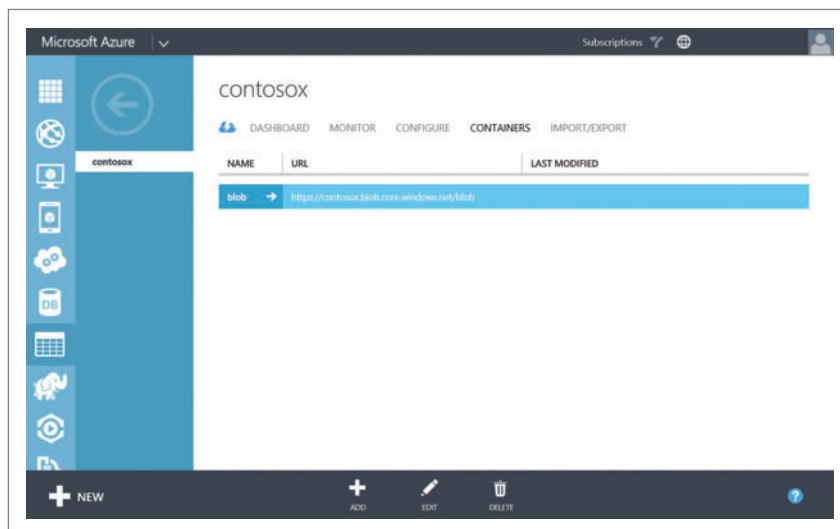 Microsoft Azure
Subscriptions
contosox
contosox
DASHBOARD MONITOR CONFIGURE CONTAINERS IMPORT/EXPORT
NAME URL LAST MODIFIED
blob https://contosox.blob.core.windows.net/blob
DB
NEW
ADD EDIT DELETE
?